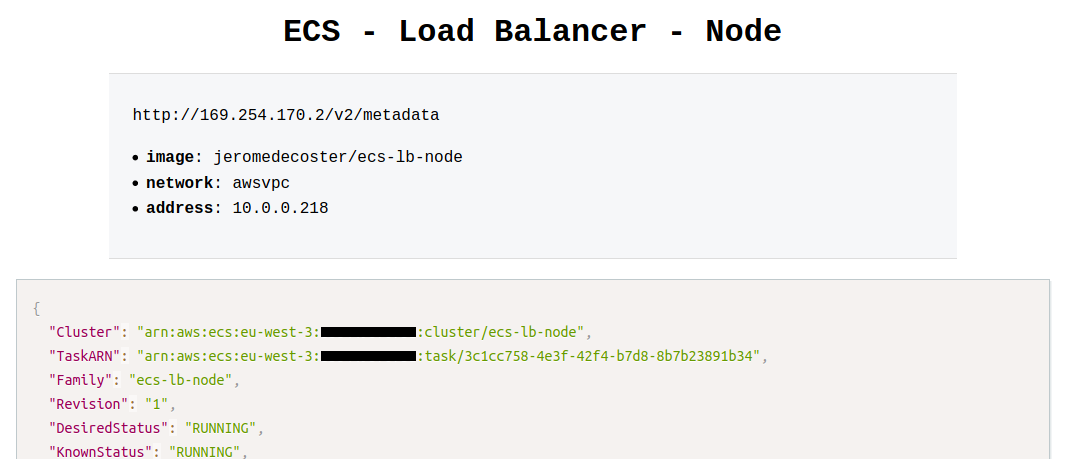 ECS - Load Balancer - Node
http://169.254.170.2/v2/metadata
• image: jeromedecoster/ecs-lb-node
• network: awsvpc
• address: 10.0.0.218
{
"Cluster": "arn:aws:ecs:eu-west-3::cluster/ecs-lb-node",
"TaskARN": "arn:aws:ecs:eu-west-3::task/3c1cc758-4e3f-42f4-b7d8-8b7b23891b34",
"Family": "ecs-lb-node",
"Revision": "1",
"DesiredStatus": "RUNNING",
"KnownStatus": "RUNNING",